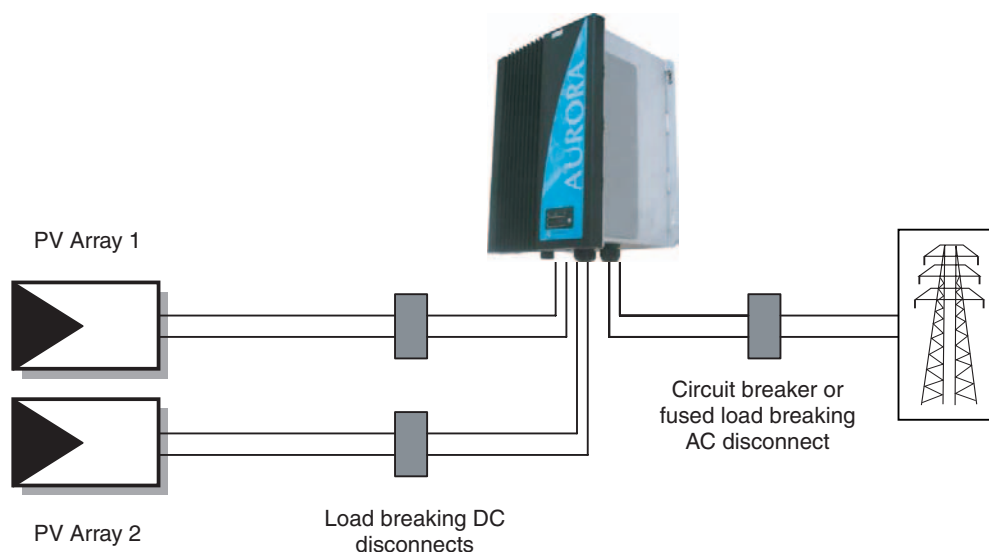 AURORA
PV Array 1
Circuit breaker or
fused load breaking
AC disconnect
Load breaking DC
disconnects
PV Array 2